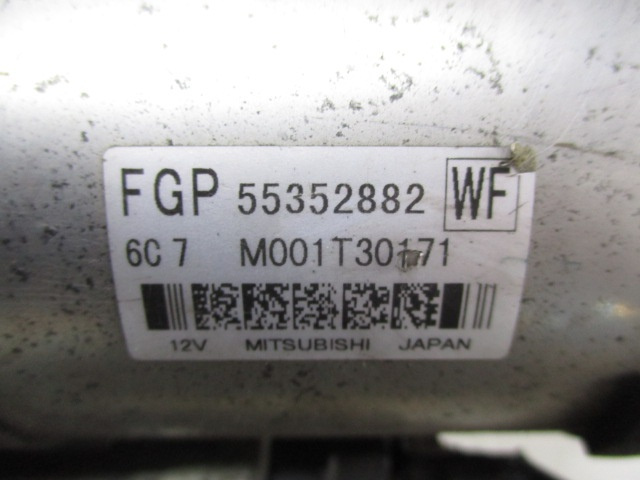 FGP 55352882 WF
6C 7 M001T30171
12V MITSUBISHI JAPAN